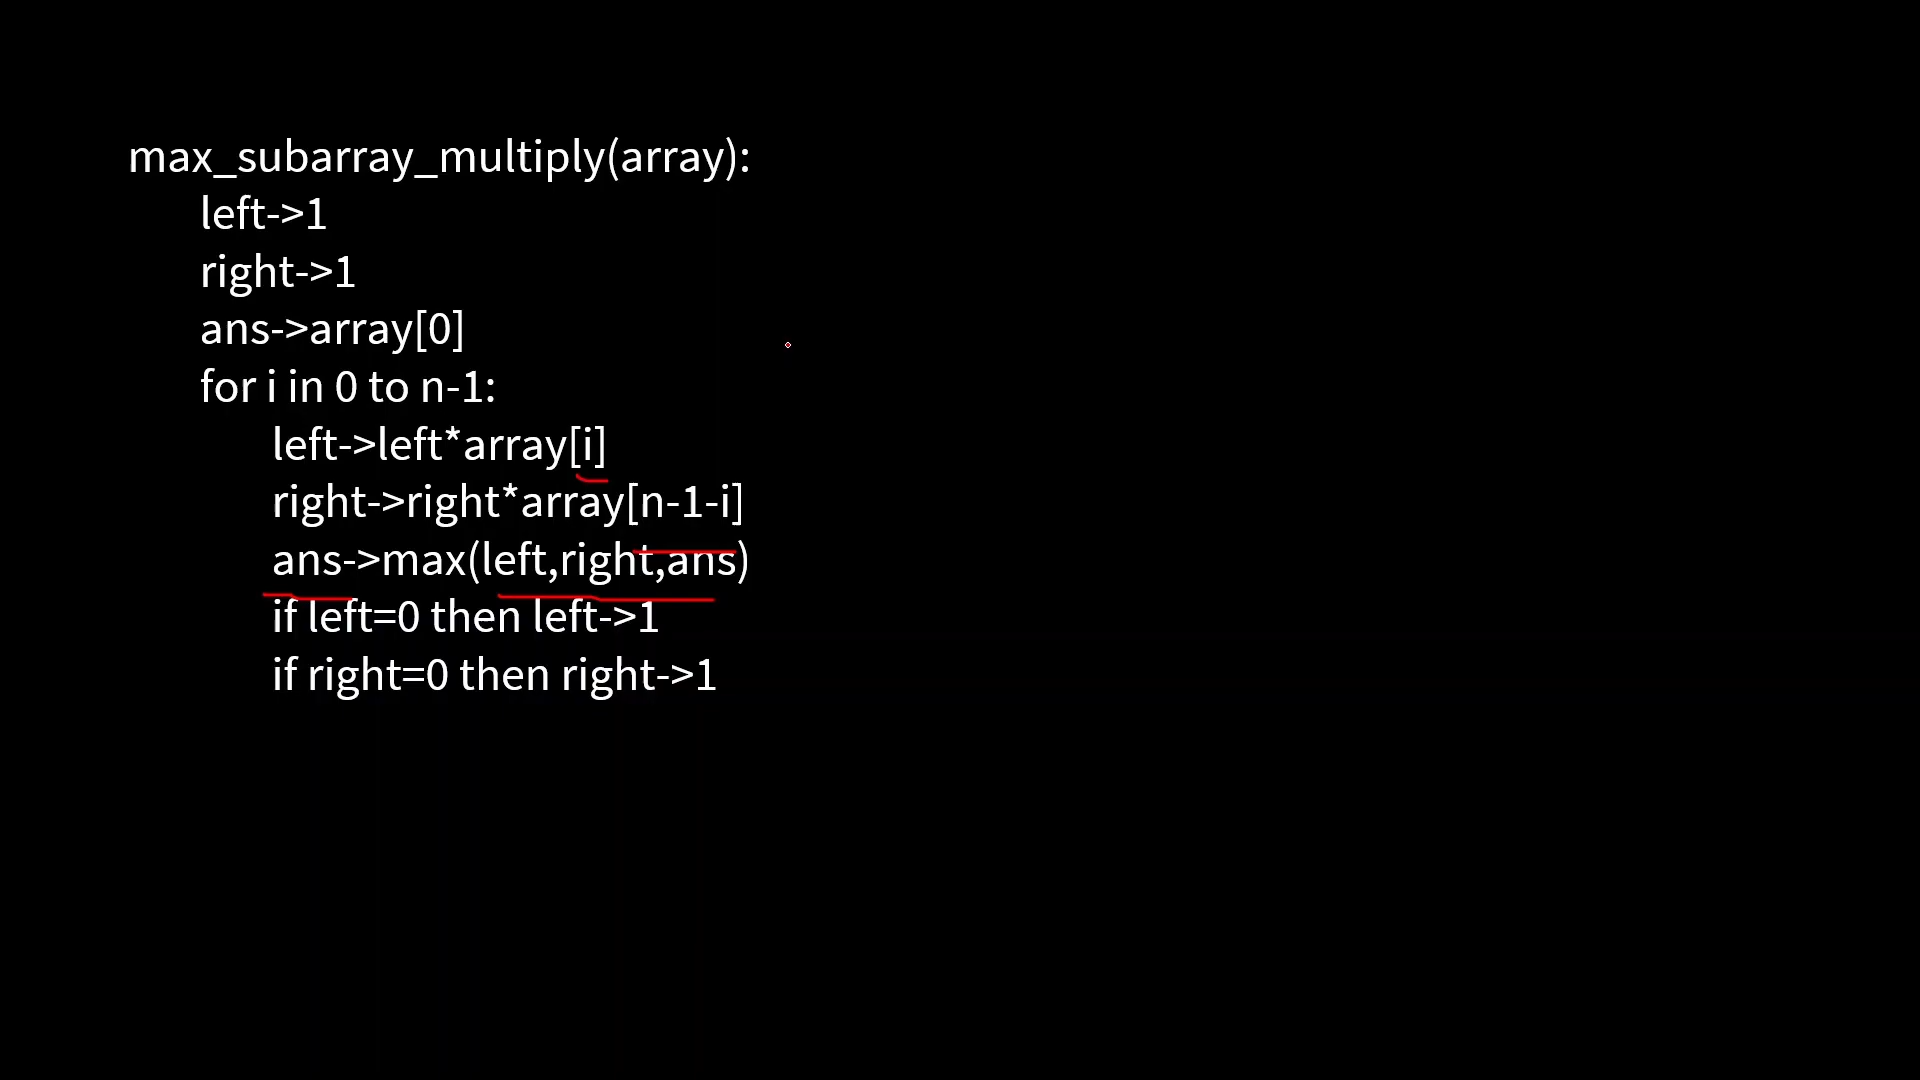 max_subarray_multiply(array):
left->1
right->1
ans->array[0]
for i in 0 to n-1:
left->left*array[i]
right->right*array[n-1-i]
ans->max(left,right,ans)
if left=0 then left->1
if right=0 then right->1